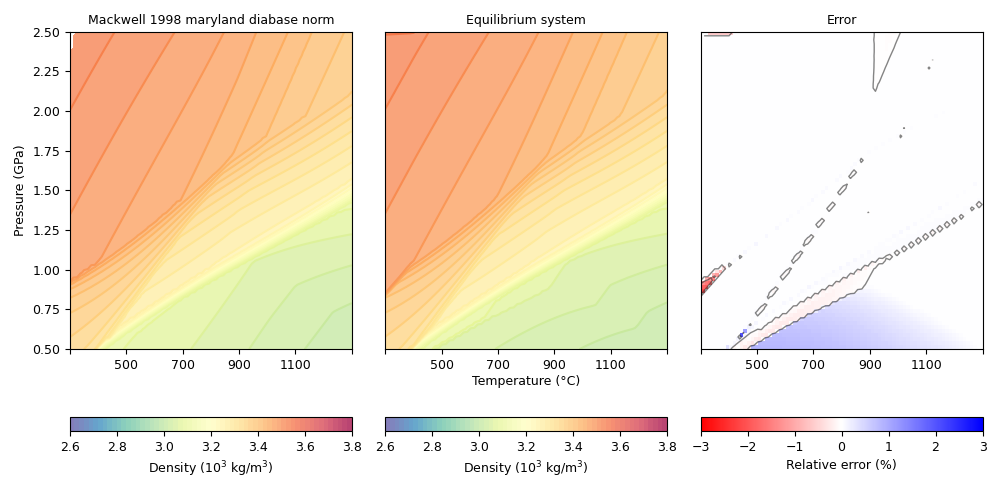 Mackwell 1998 maryland diabase norm
Equilibrium system
Error
2.50
2.25
2.00
1.75
1.50
1.25
1.00
0.75
0.50
Pressure (GPa)
500 700 900 1100
500 700 900 1100
500 700 900 1100
Temperature (°C)
2.6 2.8 3.0 3.2 3.4 3.6 3.8
2.6 2.8 3.0 3.2 3.4 3.6 3.8
−3 −2 −1 0 1 2 3
Density (10³ kg/m³)
Density (10³ kg/m³)
Relative error (%)